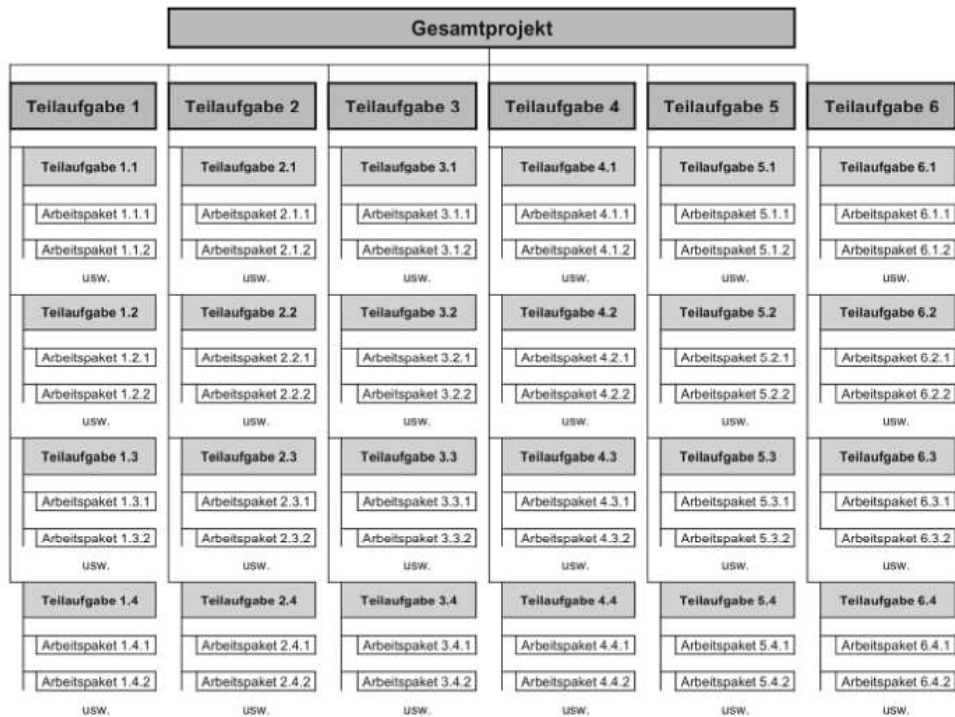 Gesamtprojekt
Teilaufgabe 1 Teilaufgabe 2 Teilaufgabe 3 Teilaufgabe 4 Teilaufgabe 5 Teilaufgabe 6
Teilaufgabe 1.1 Teilaufgabe 2.1 Teilaufgabe 3.1 Teilaufgabe 4.1 Teilaufgabe 5.1 Teilaufgabe 6.1
Arbeitspaket 1.1.1 Arbeitspaket 2.1.1 Arbeitspaket 3.1.1 Arbeitspaket 4.1.1 Arbeitspaket 5.1.1 Arbeitspaket 6.1.1
Arbeitspaket 1.1.2 Arbeitspaket 2.1.2 Arbeitspaket 3.1.2 Arbeitspaket 4.1.2 Arbeitspaket 5.1.2 Arbeitspaket 6.1.2
usw. usw. usw. usw. usw. usw.
Teilaufgabe 1.2 Teilaufgabe 2.2 Teilaufgabe 3.2 Teilaufgabe 4.2 Teilaufgabe 5.2 Teilaufgabe 6.2
Arbeitspaket 1.2.1 Arbeitspaket 2.2.1 Arbeitspaket 3.2.1 Arbeitspaket 4.2.1 Arbeitspaket 5.2.1 Arbeitspaket 6.2.1
Arbeitspaket 1.2.2 Arbeitspaket 2.2.2 Arbeitspaket 3.2.2 Arbeitspaket 4.2.2 Arbeitspaket 5.2.2 Arbeitspaket 6.2.2
usw. usw. usw. usw. usw. usw.
Teilaufgabe 1.3 Teilaufgabe 2.3 Teilaufgabe 3.3 Teilaufgabe 4.3 Teilaufgabe 5.3 Teilaufgabe 6.3
Arbeitspaket 1.3.1 Arbeitspaket 2.3.1 Arbeitspaket 3.3.1 Arbeitspaket 4.3.1 Arbeitspaket 5.3.1 Arbeitspaket 6.3.1
Arbeitspaket 1.3.2 Arbeitspaket 2.3.2 Arbeitspaket 3.3.2 Arbeitspaket 4.3.2 Arbeitspaket 5.3.2 Arbeitspaket 6.3.2
usw. usw. usw. usw. usw. usw.
Teilaufgabe 1.4 Teilaufgabe 2.4 Teilaufgabe 3.4 Teilaufgabe 4.4 Teilaufgabe 5.4 Teilaufgabe 6.4
Arbeitspaket 1.4.1 Arbeitspaket 2.4.1 Arbeitspaket 3.4.1 Arbeitspaket 4.4.1 Arbeitspaket 5.4.1 Arbeitspaket 6.4.1
Arbeitspaket 1.4.2 Arbeitspaket 2.4.2 Arbeitspaket 3.4.2 Arbeitspaket 4.4.2 Arbeitspaket 5.4.2 Arbeitspaket 6.4.2
usw. usw. usw. usw. usw. usw.